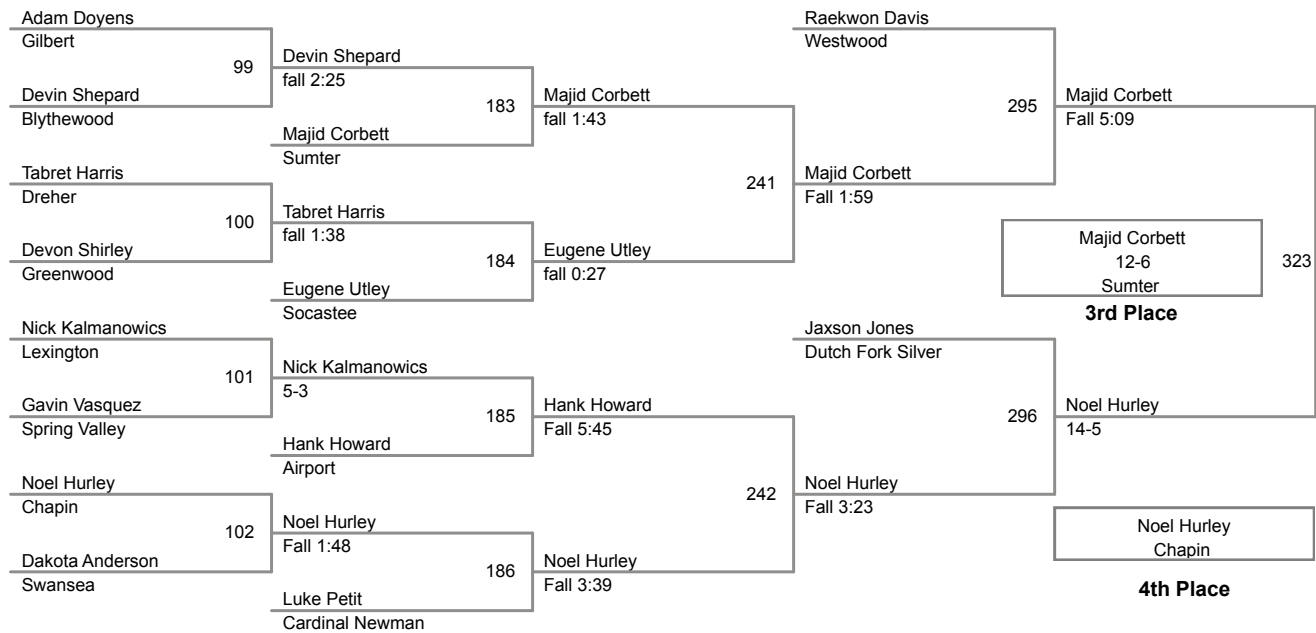 Adam Doyens
Gilbert
99
Devin Shepard
Blythewood
Tabret Harris
Dreher
100
Devon Shirley
Greenwood
Nick Kalmanowics
Lexington
101
Gavin Vasquez
Spring Valley
Noel Hurley
Chapin
102
Dakota Anderson
Swansea
Devin Shepard
fall 2:25
183
Majid Corbett
Sumter
Tabret Harris
fall 1:38
184
Eugene Utley
Socastee
Nick Kalmanowics
5-3
185
Hank Howard
Airport
Noel Hurley
Fall 1:48
186
Luke Petit
Cardinal Newman
Majid Corbett
fall 1:43
241
Eugene Utley
fall 0:27
Hank Howard
Fall 5:45
242
Noel Hurley
Fall 3:39
Raekwon Davis
Westwood
295
Majid Corbett
Fall 1:59
Jaxson Jones
Dutch Fork Silver
296
Noel Hurley
Fall 3:23
Majid Corbett
Fall 5:09
323
Noel Hurley
14-5
Majid Corbett
12-6
Sumter
3rd Place
Noel Hurley
Chapin
4th Place